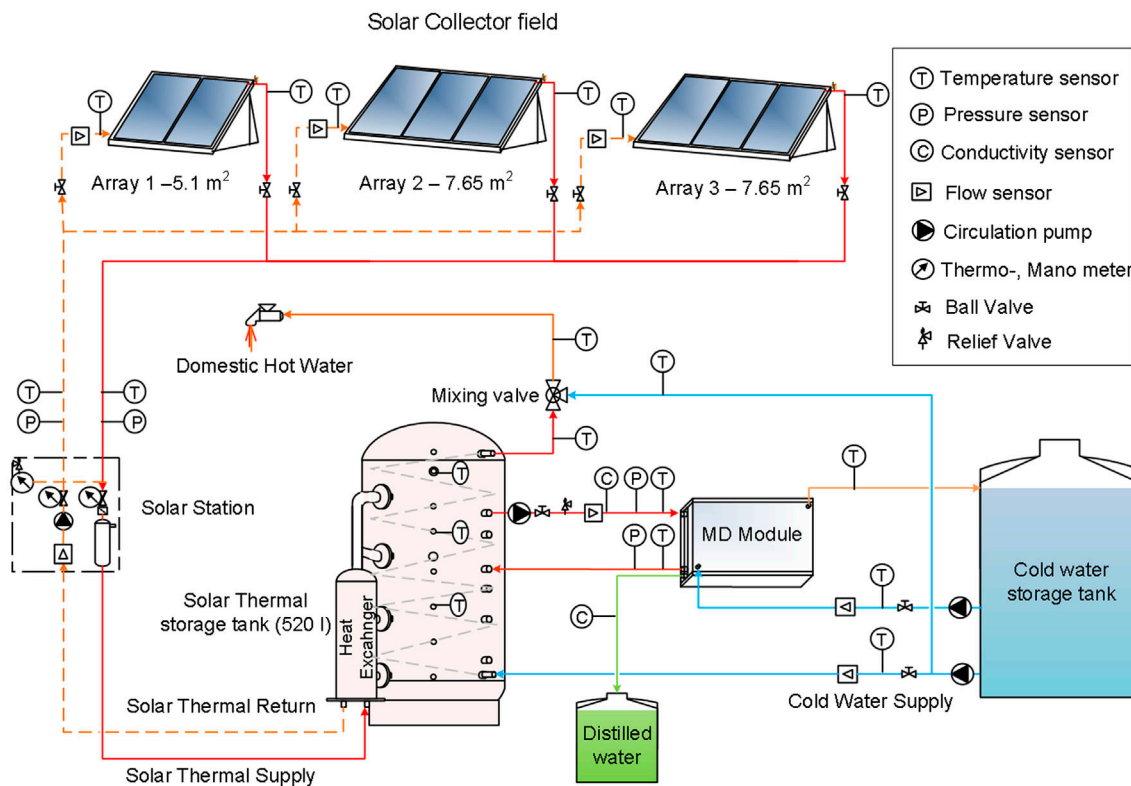 Solar Collector field
T
T
T
T
T
T
Array 1 –5.1 m²
Array 2 – 7.65 m²
Array 3 – 7.65 m²
T Temperature sensor
P Pressure sensor
C Conductivity sensor
Flow sensor
Circulation pump
Thermo-, Mano meter
Ball Valve
Relief Valve
Domestic Hot Water
T
T
Mixing valve
T
T
T
P
P
Solar Station
T
T
T
C
P
T
P
T
MD Module
T
Cold water
storage tank
Solar Thermal
storage tank (520 l)
Heat
Excahnger
C
T
T
Solar Thermal Return
Cold Water Supply
Distilled
water
Solar Thermal Supply